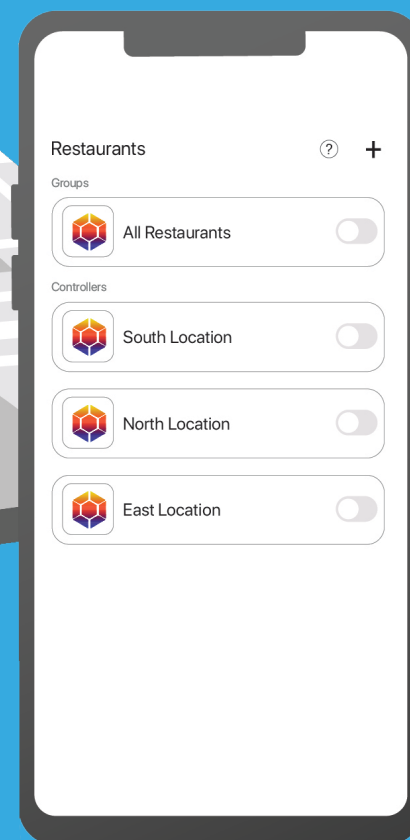 Restaurants
?
+
Groups
All Restaurants
Controllers
South Location
North Location
East Location